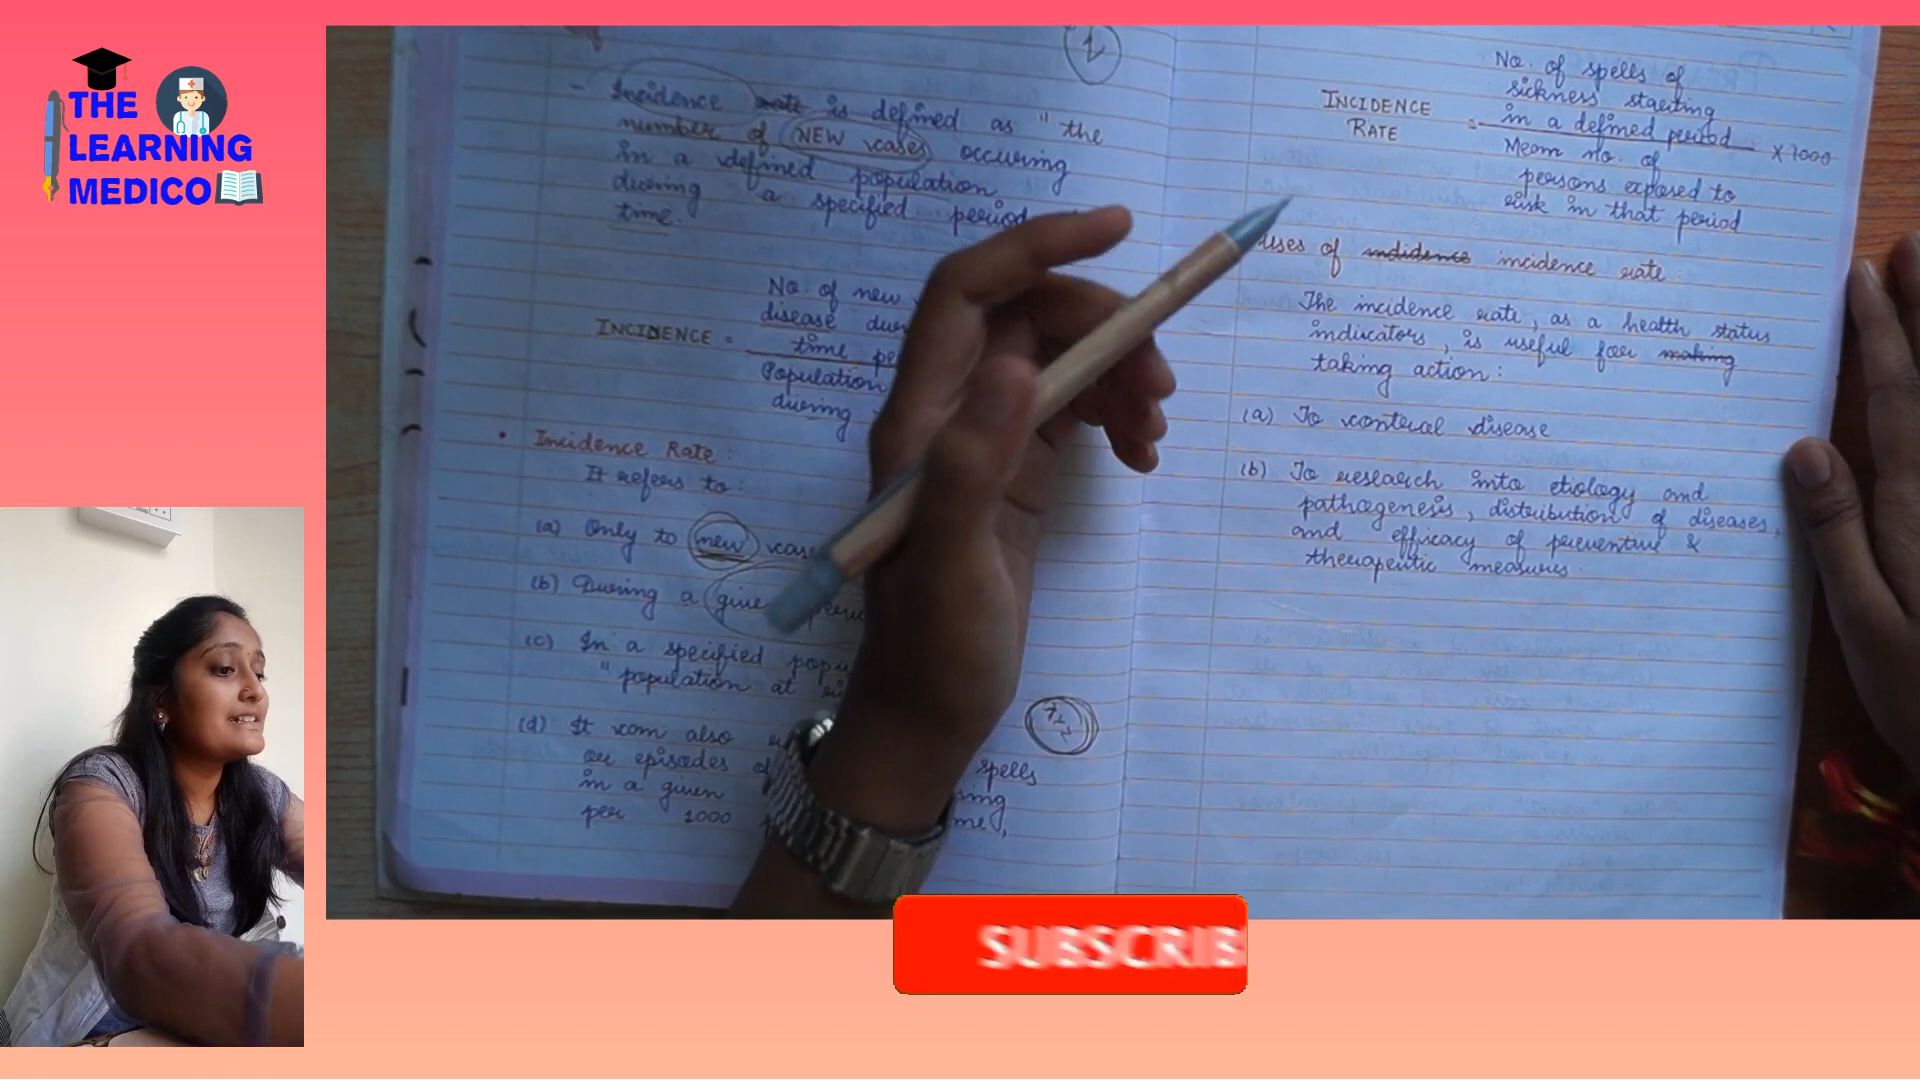 THE
LEARNING
MEDICO
- Incidence rate is defined as "the
number of NEW cases occuring
in a defined population
during a specified period
time.
No. of new
disease
time
INCIDENCE =
Population
during
• Incidence Rate :
It refers to :
(a) Only to new
(b) During a
(c) In a specified
"population at
(d) It can also
or episodes of spells
in a given
per 1000
No. of spells of
sickness starting
in a defined period
INCIDENCE
RATE = X 1000
Mean no. of
persons exposed to
risk in that period
uses of indidence incidence rate
The incidence rate, as a health status
indicators, is useful for making
taking action :
(a) To control disease
(b) To research into etiology and
pathogenesis, distribution of diseases,
and efficacy of preventive &
therapeutic measures.
SUBSCRIB